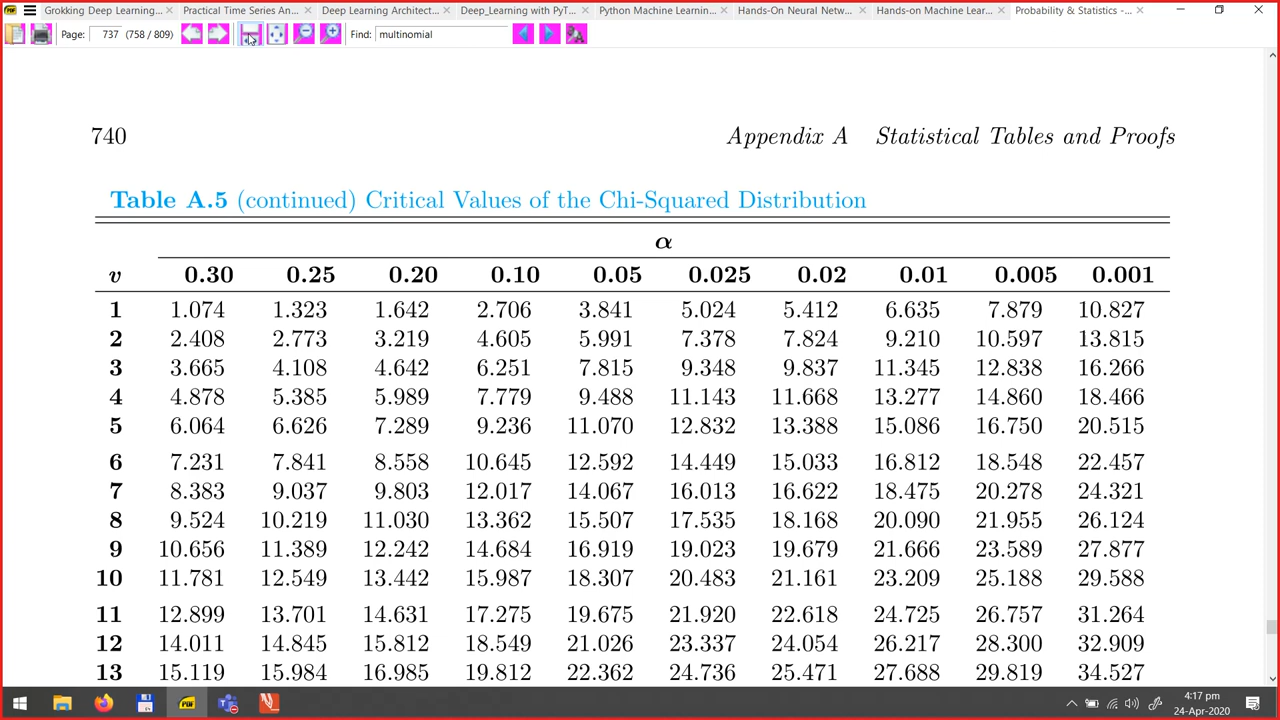 Grokking Deep Learning... Practical Time Series An... Deep Learning Architect... Deep_Learning with PyT... Python Machine Learnin... Hands-On Neural Netw... Hands-on Machine Lear... Probability & Statistics -...
Page: 737 (758 / 809) Find: multinomial
740 Appendix A Statistical Tables and Proofs
Table A.5 (continued) Critical Values of the Chi-Squared Distribution
α
v 0.30 0.25 0.20 0.10 0.05 0.025 0.02 0.01 0.005 0.001
1 1.074 1.323 1.642 2.706 3.841 5.024 5.412 6.635 7.879 10.827
2 2.408 2.773 3.219 4.605 5.991 7.378 7.824 9.210 10.597 13.815
3 3.665 4.108 4.642 6.251 7.815 9.348 9.837 11.345 12.838 16.266
4 4.878 5.385 5.989 7.779 9.488 11.143 11.668 13.277 14.860 18.466
5 6.064 6.626 7.289 9.236 11.070 12.832 13.388 15.086 16.750 20.515
6 7.231 7.841 8.558 10.645 12.592 14.449 15.033 16.812 18.548 22.457
7 8.383 9.037 9.803 12.017 14.067 16.013 16.622 18.475 20.278 24.321
8 9.524 10.219 11.030 13.362 15.507 17.535 18.168 20.090 21.955 26.124
9 10.656 11.389 12.242 14.684 16.919 19.023 19.679 21.666 23.589 27.877
10 11.781 12.549 13.442 15.987 18.307 20.483 21.161 23.209 25.188 29.588
11 12.899 13.701 14.631 17.275 19.675 21.920 22.618 24.725 26.757 31.264
12 14.011 14.845 15.812 18.549 21.026 23.337 24.054 26.217 28.300 32.909
13 15.119 15.984 16.985 19.812 22.362 24.736 25.471 27.688 29.819 34.527
4:17 pm
24-Apr-2020